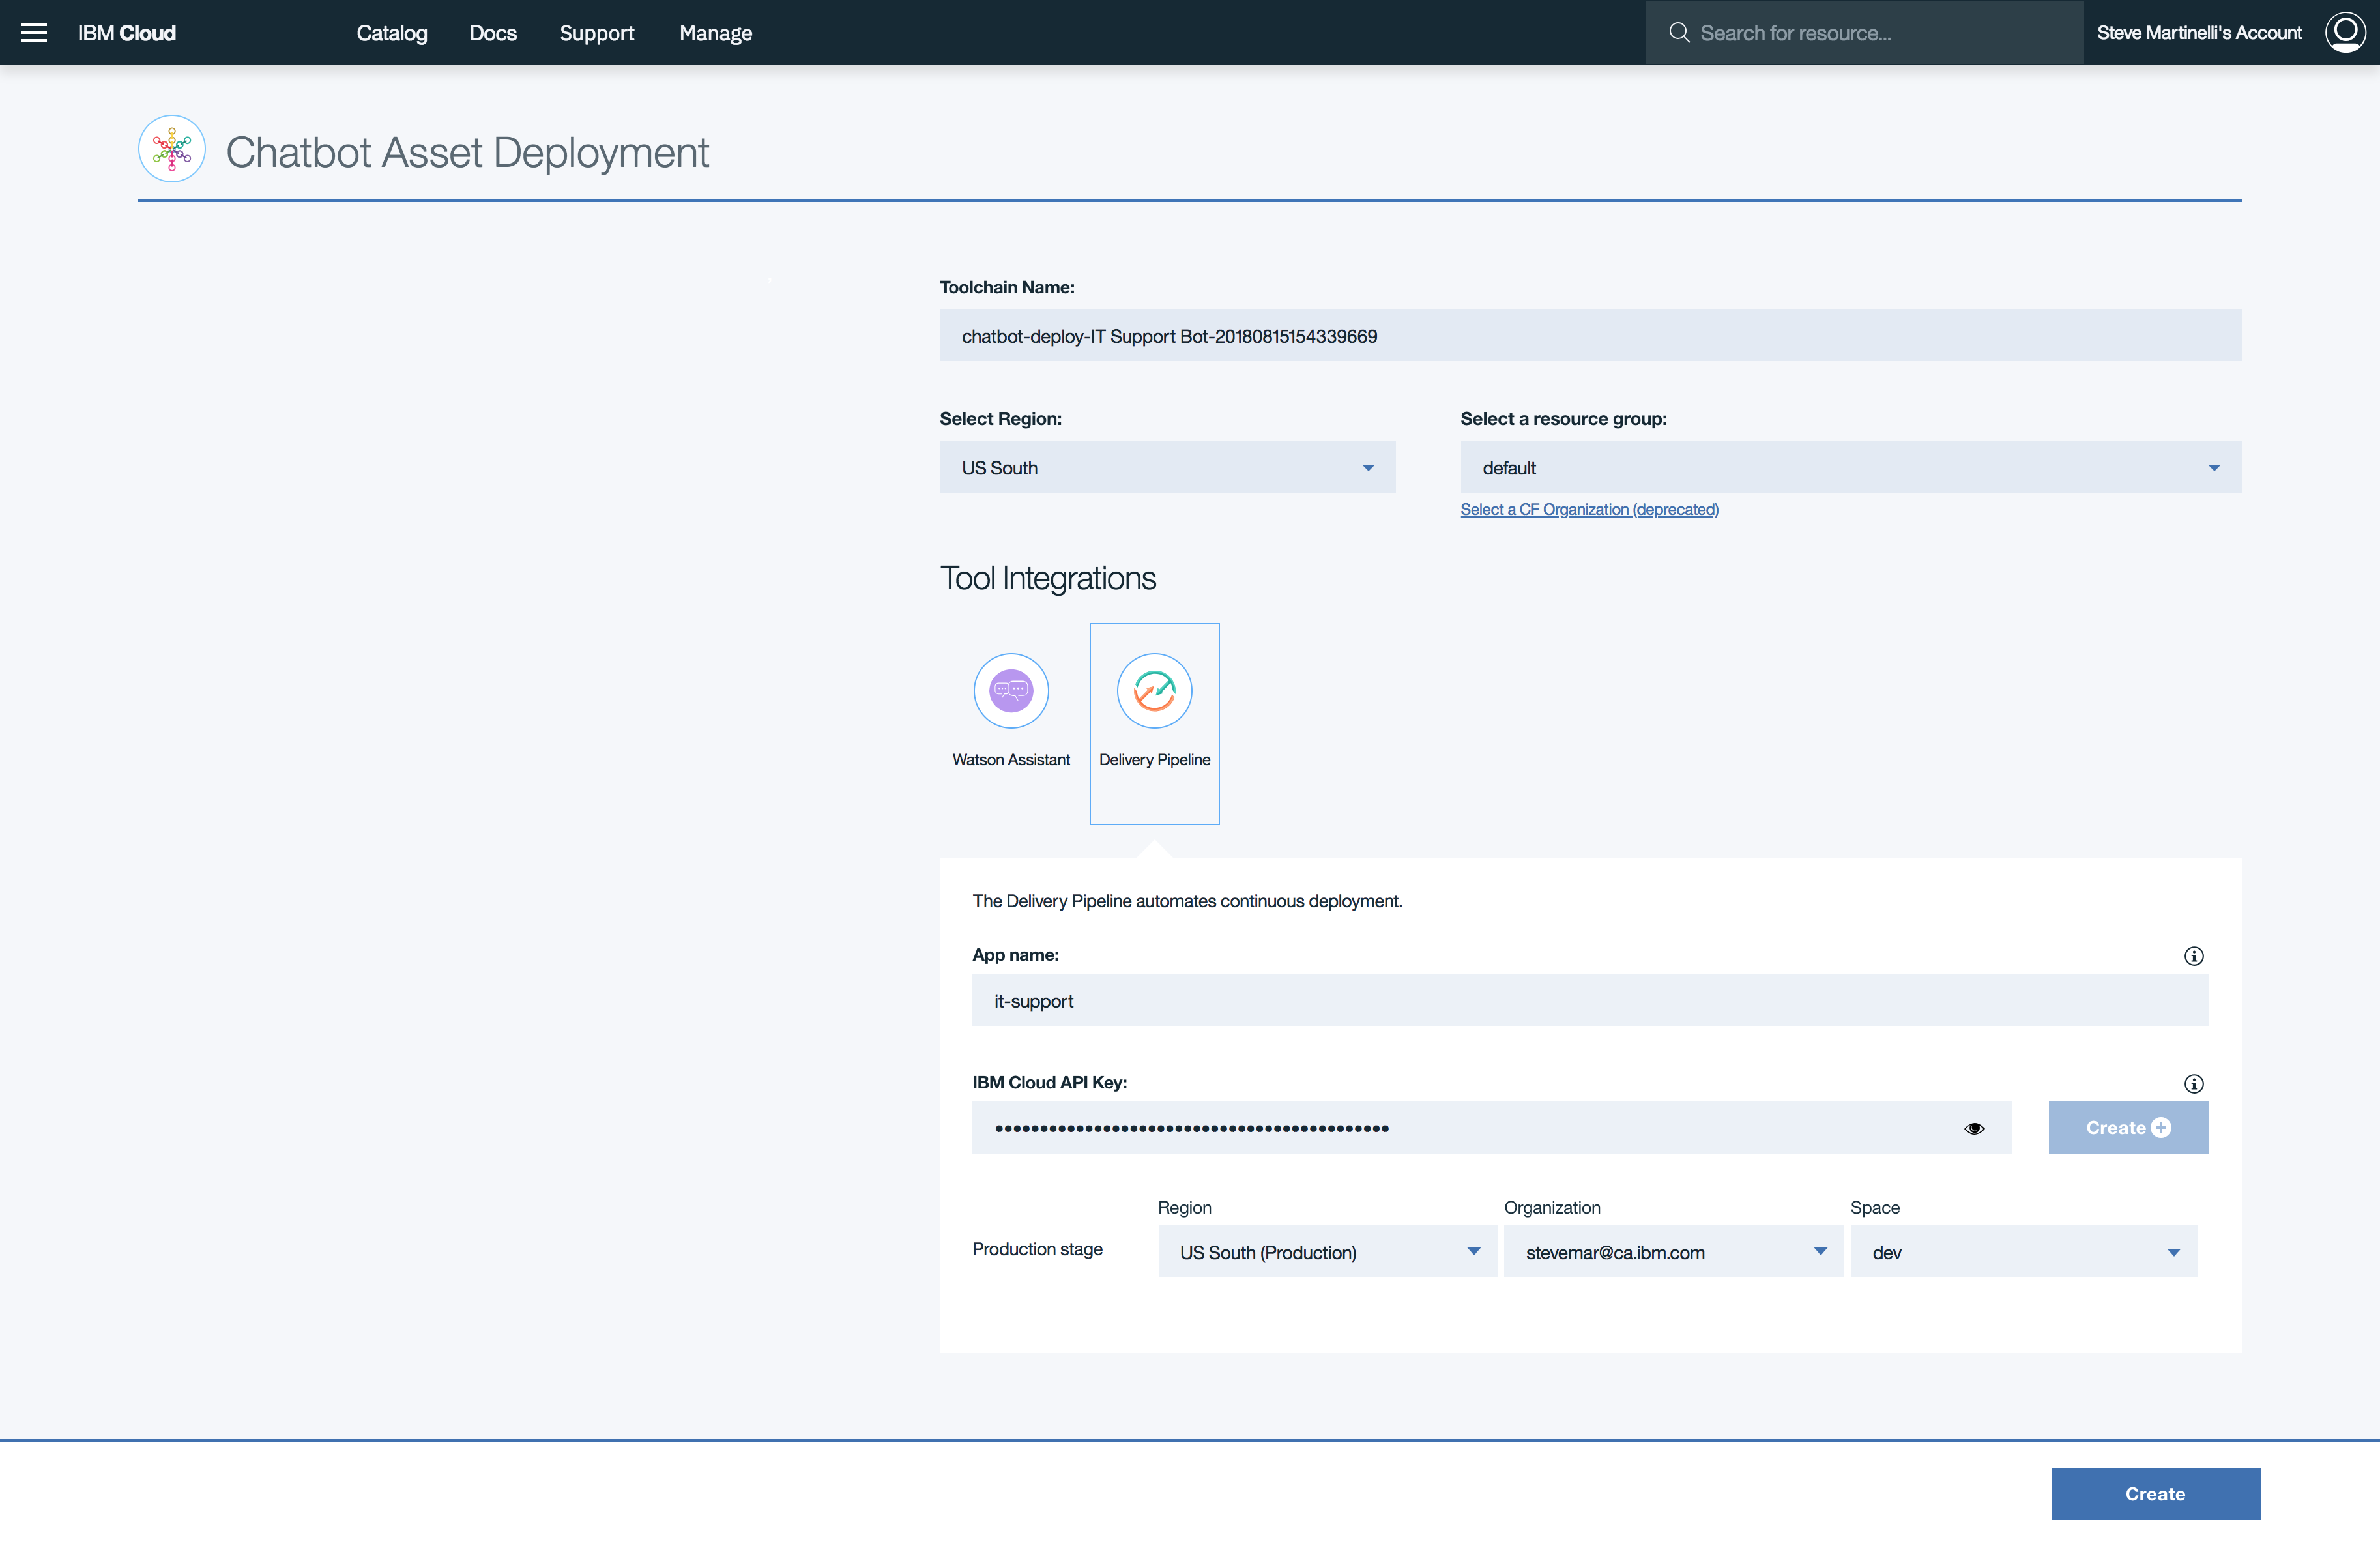 IBM Cloud Catalog Docs Support Manage Search for resource... Steve Martinelli's Account
Chatbot Asset Deployment
Toolchain Name:
chatbot-deploy-IT Support Bot-20180815154339669
Select Region: Select a resource group:
US South default
Select a CF Organization (deprecated)
Tool Integrations
Watson Assistant Delivery Pipeline
The Delivery Pipeline automates continuous deployment.
App name:
it-support
IBM Cloud API Key:
Create
Region Organization Space
Production stage US South (Production) stevemar@ca.ibm.com dev
Create